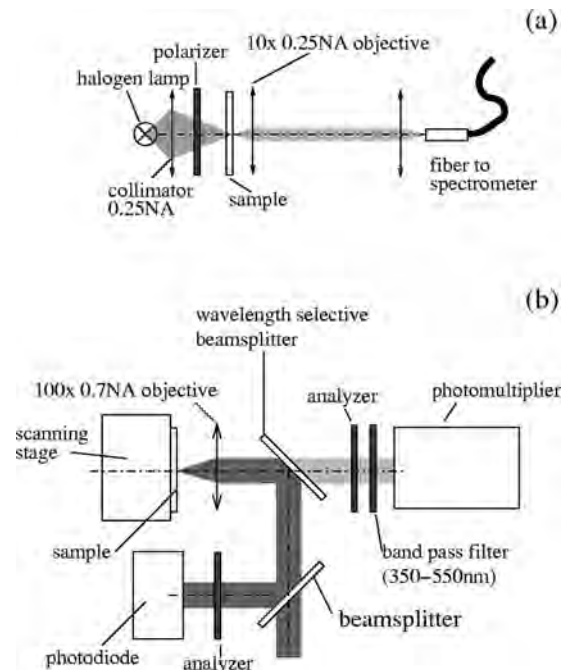 (a)
10x 0.25NA objective
polarizer
halogen lamp
collimator
0.25NA
sample
fiber to
spectrometer
(b)
wavelength selective
beamsplitter
100x 0.7NA objective
analyzer
photomultiplier
scanning
stage
sample
band pass filter
(350–550nm)
beamsplitter
photodiode
analyzer